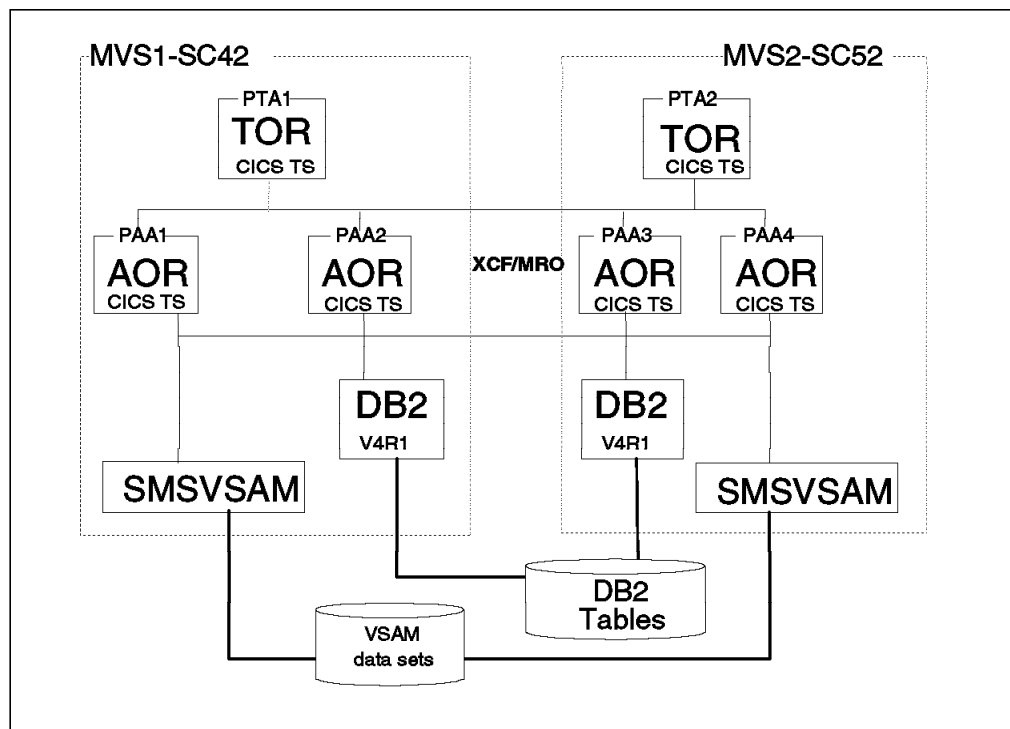 MVS1-SC42
MVS2-SC52
PTA1
TOR
CICS TS
PTA2
TOR
CICS TS
PAA1
AOR
CICS TS
PAA2
AOR
CICS TS
XCF/MRO
PAA3
AOR
CICS TS
PAA4
AOR
CICS TS
DB2
V4R1
DB2
V4R1
SMSVSAM
SMSVSAM
DB2
Tables
VSAM
data sets